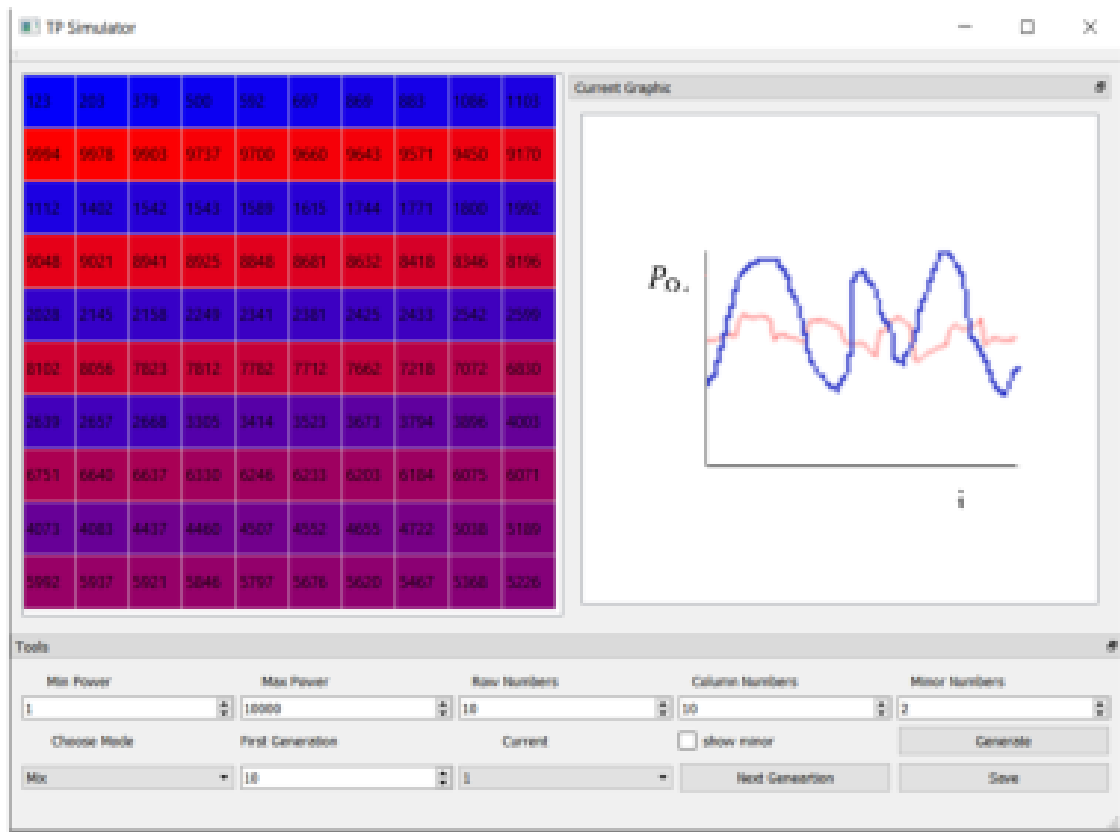 TP Simulator
Current Graphic
123 203 379 500 592 697 869 883 1086 1103
9994 9978 9903 9737 9700 9660 9643 9571 9450 9170
1112 1402 1542 1543 1589 1615 1744 1771 1800 1992
9048 9021 8941 8925 8848 8681 8632 8418 8346 8196
2028 2145 2158 2249 2341 2381 2425 2433 2542 2599
8102 8056 7823 7812 7782 7712 7662 7218 7072 6830
2639 2657 2668 3305 3414 3523 3673 3794 3896 4003
6751 6640 6637 6330 6246 6233 6203 6184 6075 6071
4073 4083 4437 4460 4507 4552 4655 4722 5038 5189
5992 5937 5921 5846 5797 5676 5620 5467 5368 5226
i
Tools
Min Power Max Power Raw Numbers Column Numbers Minor Numbers
1 10000 10 10 2
Choose Mode First Generation Current show minor Generate
Mix 10 1 Next Geneartion Save